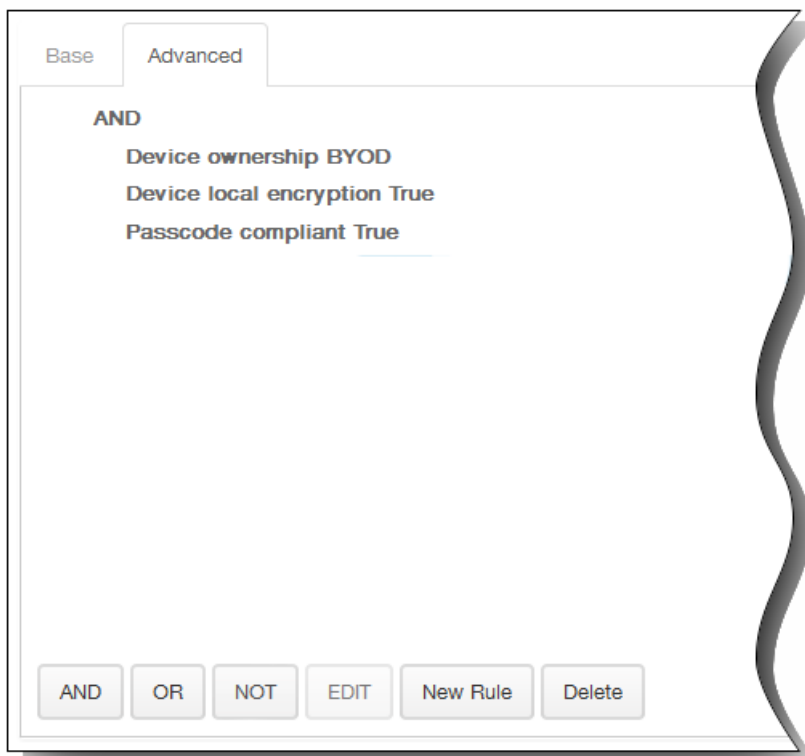 Base Advanced
AND
Device ownership BYOD
Device local encryption True
Passcode compliant True
AND OR NOT EDIT New Rule Delete